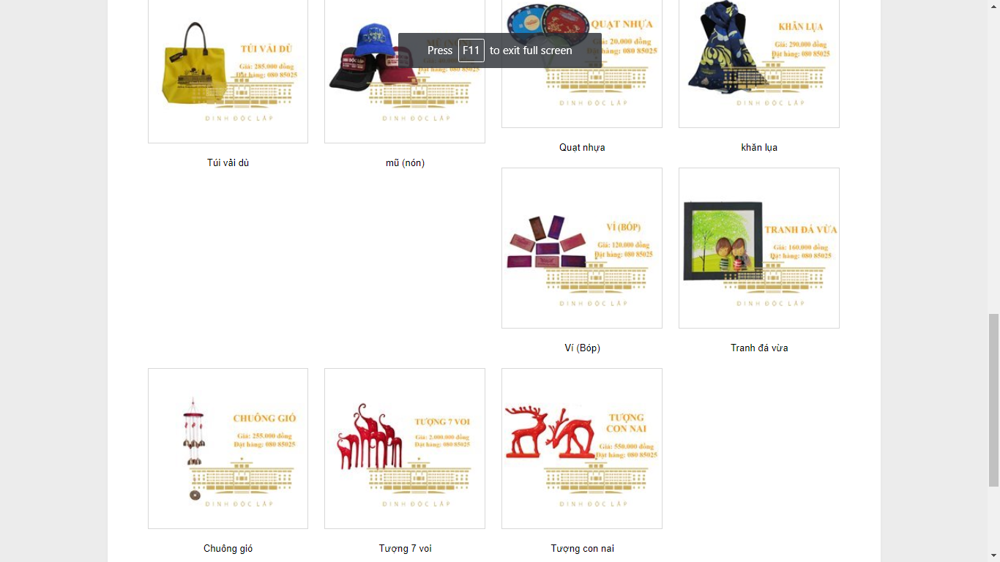 TÚI VẢI DÙ
Giá: 285.000 đồng
Đặt hàng: 080 85025
DINH ĐỘC LẬP
Túi vải dù
Đặt hàng: 080 85025
DINH ĐỘC LẬP
mũ (nón)
Press F11 to exit full screen
QUẠT NHỰA
Giá: 20.000 đồng
Đặt hàng: 080 85025
DINH ĐỘC LẬP
Quạt nhựa
KHĂN LỤA
Giá: 290.000 đồng
Đặt hàng: 080 85025
DINH ĐỘC LẬP
khăn lụa
VÍ (BÓP)
Giá: 120.000 đồng
Đặt hàng: 080 85025
DINH ĐỘC LẬP
Ví (Bóp)
TRANH ĐÁ VỪA
Giá: 160.000 đồng
Đặt hàng: 080 85025
DINH ĐỘC LẬP
Tranh đá vừa
CHUÔNG GIÓ
Giá: 255.000 đồng
Đặt hàng: 080 85025
DINH ĐỘC LẬP
Chuông gió
TƯỢNG 7 VOI
Giá: 2.000.000 đồng
Đặt hàng: 080 85025
DINH ĐỘC LẬP
Tượng 7 voi
TƯỢNG
CON NAI
Giá: 550.000 đồng
Đặt hàng: 080 85025
DINH ĐỘC LẬP
Tượng con nai